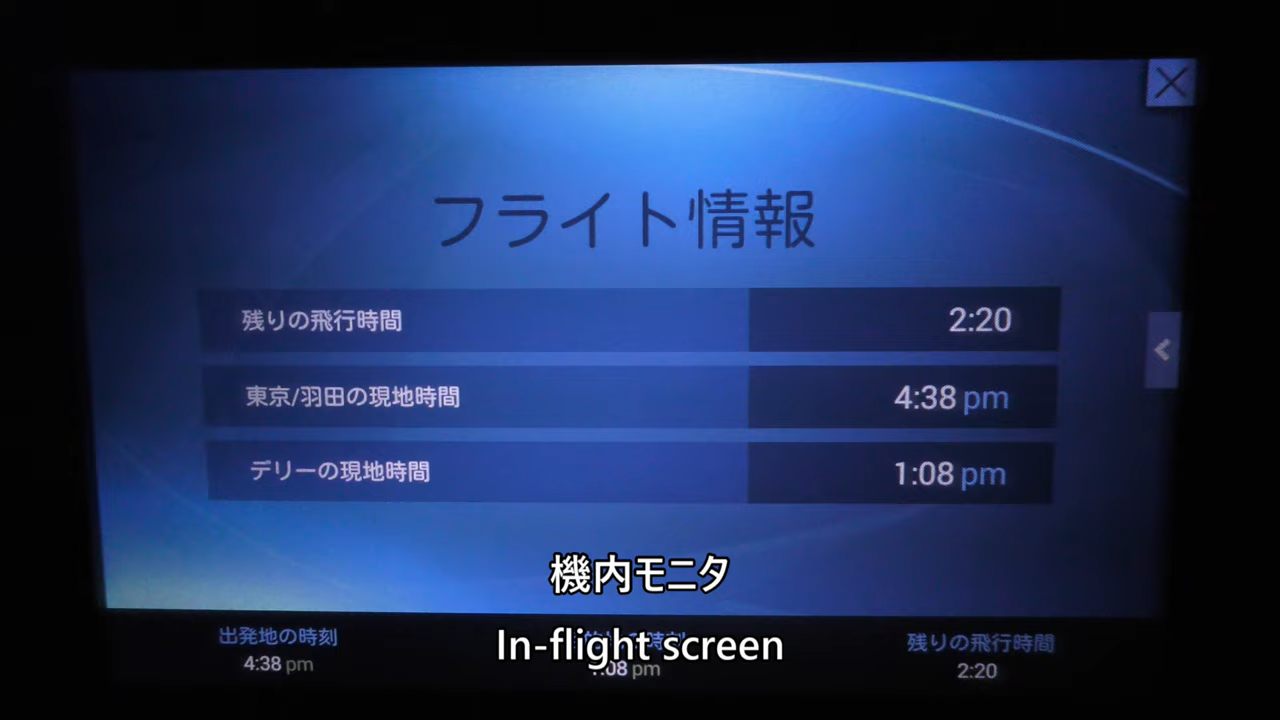 フライト情報
残りの飛行時間 2:20
東京/羽田の現地時間 4:38 pm
デリーの現地時間 1:08 pm
機内モニタ
In-flight screen
出発地の時刻
4:38 pm
:08 pm
残りの飛行時間
2:20